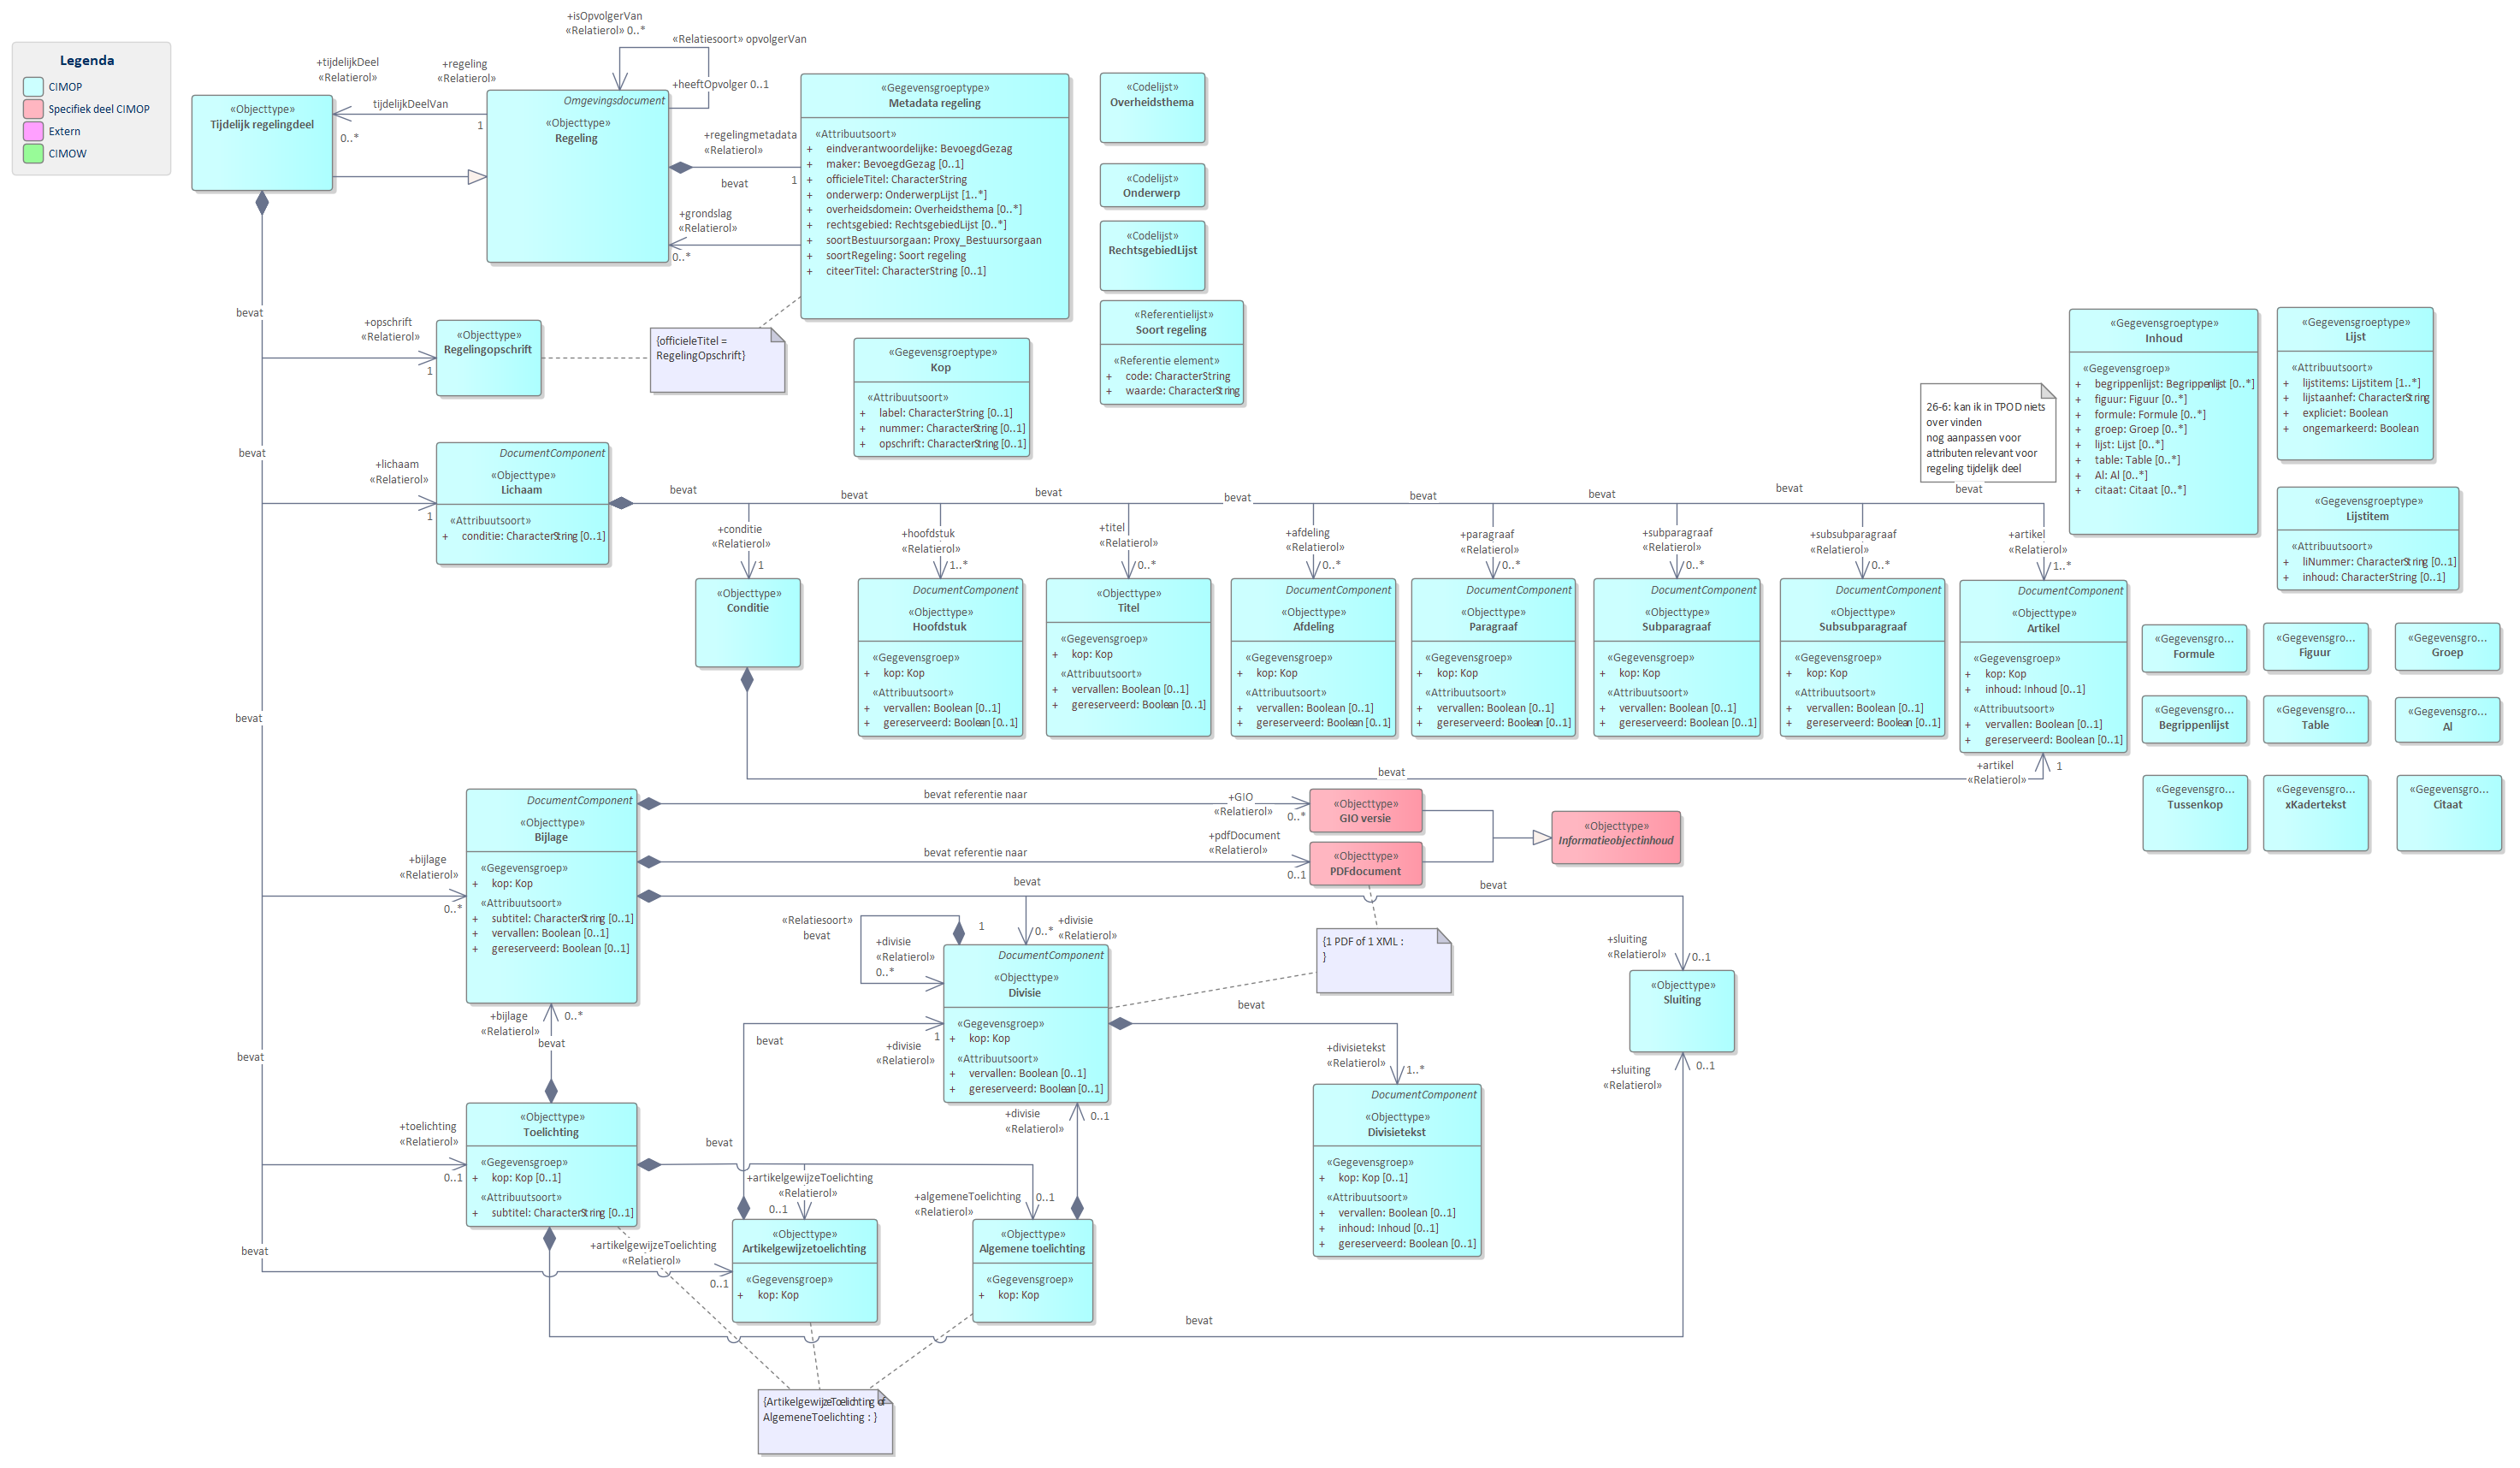 Legenda
CIMOP
Specifiek deel CIMOP
Extern
CIMOW
+isOpvolgerVan
«Relatierol» 0..*
«Relatiesoort» opvolgerVan
+heeftOpvolger 0..1
+tijdelijkDeel
«Relatierol»
+regeling
«Relatierol»
tijdelijkDeelVan
0..*
1
«Objecttype»
Tijdelijk regelingdeel
Omgevingsdocument
«Objecttype»
Regeling
+regelingmetadata
«Relatierol»
bevat
1
+grondslag
«Relatierol»
0..*
«Gegevensgroeptype»
Metadata regeling
«Attribuutsoort»
+ eindverantwoordelijke: BevoegdGezag
+ maker: BevoegdGezag [0..1]
+ officieleTitel: CharacterString
+ onderwerp: OnderwerpLijst [1..*]
+ overheidsdomein: Overheidsthema [0..*]
+ rechtsgebied: RechtsgebiedLijst [0..*]
+ soortBestuursorgaan: Proxy_Bestuursorgaan
+ soortRegeling: Soort regeling
+ citeerTitel: CharacterString [0..1]
«Codelijst»
Overheidsthema
«Codelijst»
Onderwerp
«Codelijst»
RechtsgebiedLijst
«Referentielijst»
Soort regeling
«Referentie element»
+ code: CharacterString
+ waarde: CharacterString
bevat
+opschrift
«Relatierol»
1
«Objecttype»
Regelingopschrift
{officieleTitel =
RegelingOpschrift}
«Gegevensgroeptype»
Kop
«Attribuutsoort»
+ label: CharacterString [0..1]
+ nummer: CharacterString [0..1]
+ opschrift: CharacterString [0..1]
26-6: kan ik in TPOD niets
over vinden
nog aanpassen voor
attributen relevant voor
regeling tijdelijk deel
«Gegevensgroeptype»
Inhoud
«Gegevensgroep»
+ begrippenlijst: Begrippenlijst [0..*]
+ figuur: Figuur [0..*]
+ formule: Formule [0..*]
+ groep: Groep [0..*]
+ lijst: Lijst [0..*]
+ table: Table [0..*]
+ Al: Al [0..*]
+ citaat: Citaat [0..*]
«Gegevensgroeptype»
Lijst
«Attribuutsoort»
+ lijstitems: Lijstitem [1..*]
+ lijstaanhef: CharacterString
+ expliciet: Boolean
+ ongemarkeerd: Boolean
«Gegevensgroeptype»
Lijstitem
«Attribuutsoort»
+ liNummer: CharacterString [0..1]
+ inhoud: CharacterString [0..1]
bevat
+lichaam
«Relatierol»
1
DocumentComponent
«Objecttype»
Lichaam
«Attribuutsoort»
+ conditie: CharacterString [0..1]
bevat
bevat
bevat
bevat
bevat
bevat
bevat
bevat
+conditie
«Relatierol»
1
+hoofdstuk
«Relatierol»
1..*
+titel
«Relatierol»
0..*
+afdeling
«Relatierol»
0..*
+paragraaf
«Relatierol»
0..*
+subparagraaf
«Relatierol»
0..*
+subsubparagraaf
«Relatierol»
0..*
+artikel
«Relatierol»
1..*
«Objecttype»
Conditie
DocumentComponent
«Objecttype»
Hoofdstuk
«Gegevensgroep»
+ kop: Kop
«Attribuutsoort»
+ vervallen: Boolean [0..1]
+ gereserveerd: Boolean [0..1]
«Objecttype»
Titel
«Gegevensgroep»
+ kop: Kop
«Attribuutsoort»
+ vervallen: Boolean [0..1]
+ gereserveerd: Boolean [0..1]
DocumentComponent
«Objecttype»
Afdeling
«Gegevensgroep»
+ kop: Kop
«Attribuutsoort»
+ vervallen: Boolean [0..1]
+ gereserveerd: Boolean [0..1]
DocumentComponent
«Objecttype»
Paragraaf
«Gegevensgroep»
+ kop: Kop
«Attribuutsoort»
+ vervallen: Boolean [0..1]
+ gereserveerd: Boolean [0..1]
DocumentComponent
«Objecttype»
Subparagraaf
«Gegevensgroep»
+ kop: Kop
«Attribuutsoort»
+ vervallen: Boolean [0..1]
+ gereserveerd: Boolean [0..1]
DocumentComponent
«Objecttype»
Subsubparagraaf
«Gegevensgroep»
+ kop: Kop
«Attribuutsoort»
+ vervallen: Boolean [0..1]
+ gereserveerd: Boolean [0..1]
DocumentComponent
«Objecttype»
Artikel
«Gegevensgroep»
+ kop: Kop
+ inhoud: Inhoud [0..1]
«Attribuutsoort»
+ vervallen: Boolean [0..1]
+ gereserveerd: Boolean [0..1]
«Gegevensgro...
Formule
«Gegevensgro...
Figuur
«Gegevensgro...
Groep
«Gegevensgro...
Begrippenlijst
«Gegevensgro...
Table
«Gegevensgro...
Al
«Gegevensgro...
Tussenkop
«Gegevensgro...
xKadertekst
«Gegevensgro...
Citaat
bevat
bevat
+artikel
«Relatierol»
1
DocumentComponent
«Objecttype»
Bijlage
«Gegevensgroep»
+ kop: Kop
«Attribuutsoort»
+ subtitel: CharacterString [0..1]
+ vervallen: Boolean [0..1]
+ gereserveerd: Boolean [0..1]
+bijlage
«Relatierol»
0..*
bevat referentie naar
+GIO
«Relatierol»
0..*
«Objecttype»
GIO versie
bevat referentie naar
+pdfDocument
«Relatierol»
0..1
«Objecttype»
PDFdocument
«Objecttype»
Informatieobjectinhoud
bevat
bevat
«Relatiesoort»
bevat
1
+divisie
«Relatierol»
0..*
0..*
+divisie
«Relatierol»
DocumentComponent
«Objecttype»
Divisie
«Gegevensgroep»
+ kop: Kop
«Attribuutsoort»
+ vervallen: Boolean [0..1]
+ gereserveerd: Boolean [0..1]
{1 PDF of 1 XML :
}
+sluiting
«Relatierol»
0..1
«Objecttype»
Sluiting
+bijlage
«Relatierol»
0..*
bevat
bevat
bevat
1
+divisie
«Relatierol»
bevat
+divisietekst
«Relatierol»
1..*
+sluiting
«Relatierol»
0..1
DocumentComponent
«Objecttype»
Divisietekst
«Gegevensgroep»
+ kop: Kop [0..1]
«Attribuutsoort»
+ vervallen: Boolean [0..1]
+ inhoud: Inhoud [0..1]
+ gereserveerd: Boolean [0..1]
+toelichting
«Relatierol»
0..1
«Objecttype»
Toelichting
«Gegevensgroep»
+ kop: Kop [0..1]
«Attribuutsoort»
+ subtitel: CharacterString [0..1]
bevat
+divisie
«Relatierol»
0..1
+artikelgewijzeToelichting
«Relatierol»
0..1
+algemeneToelichting
«Relatierol»
0..1
bevat
+artikelgewijzeToelichting
«Relatierol»
0..1
«Objecttype»
Artikelgewijzetoelichting
«Gegevensgroep»
+ kop: Kop
«Objecttype»
Algemene toelichting
«Gegevensgroep»
+ kop: Kop
bevat
{ArtikelgewijzeToelichting of
AlgemeneToelichting : }